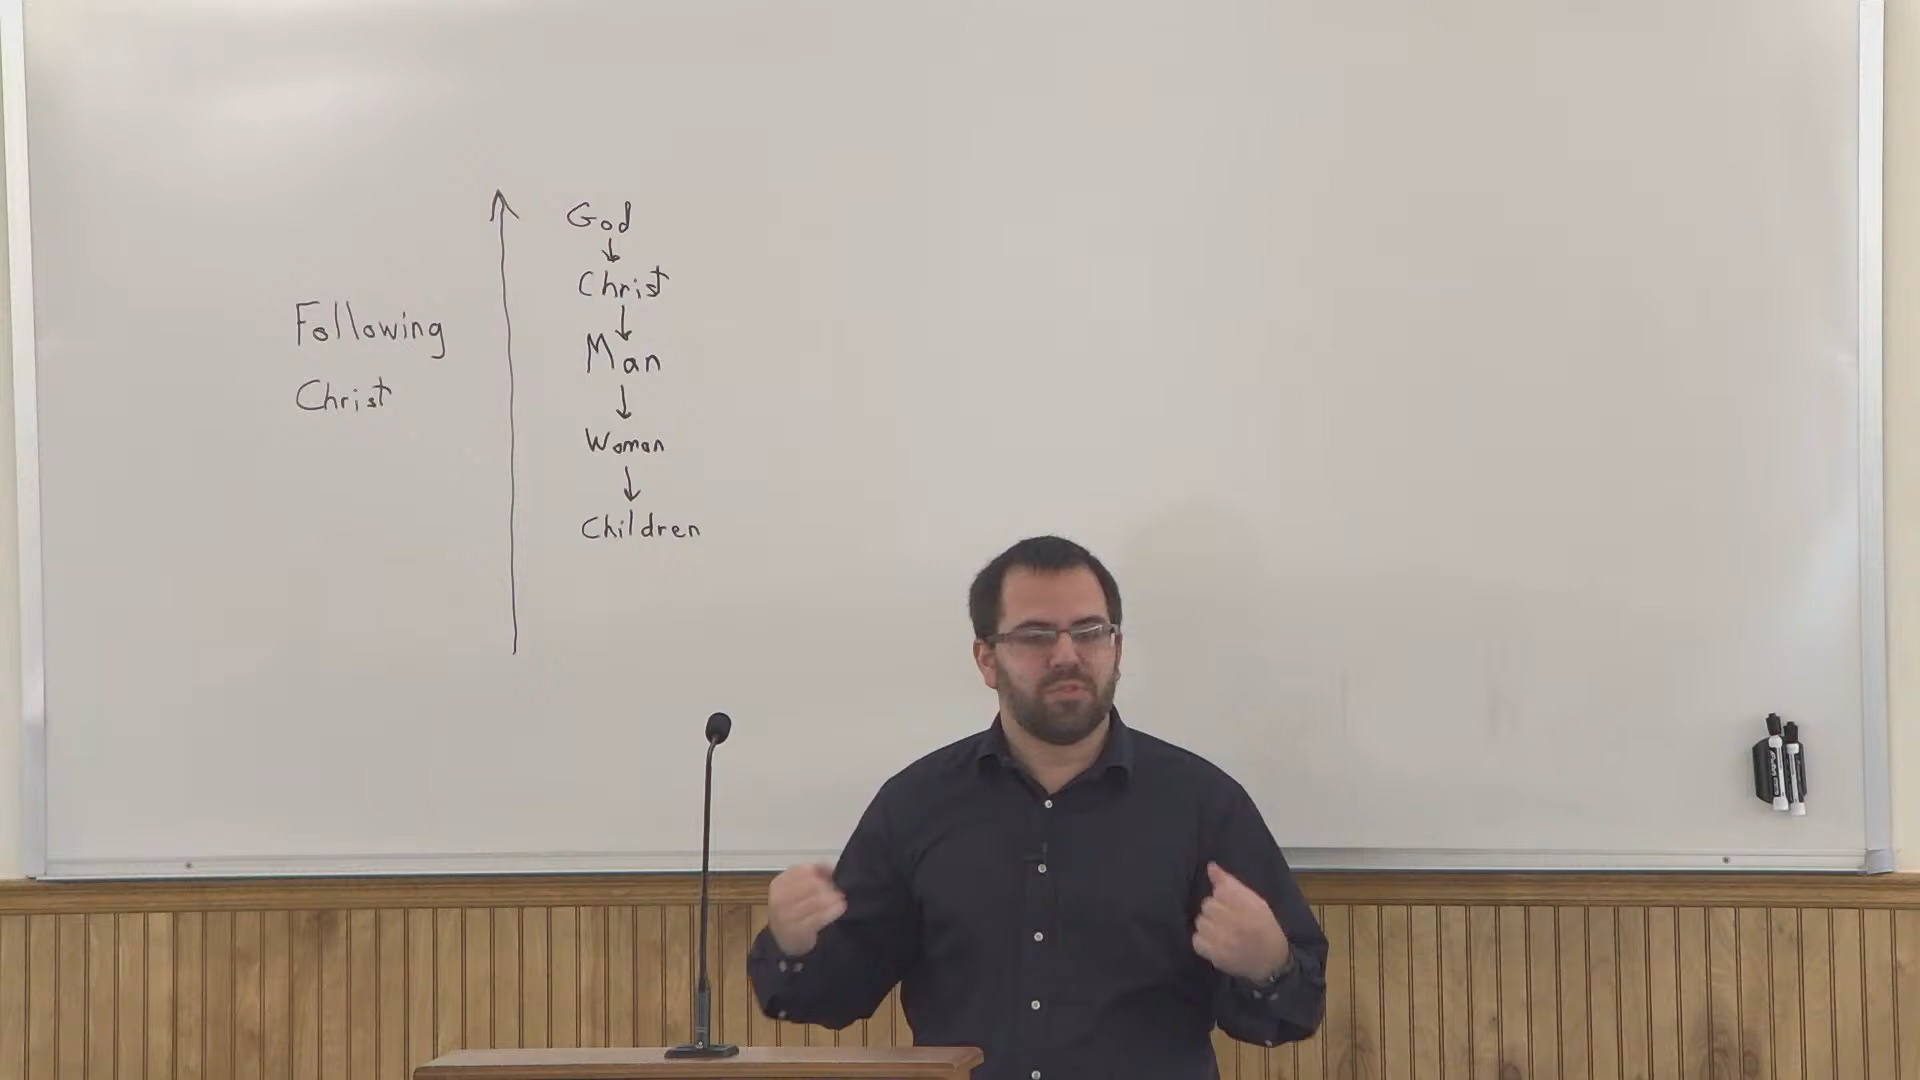 God
Christ
Following
Man
Christ
Woman
Children